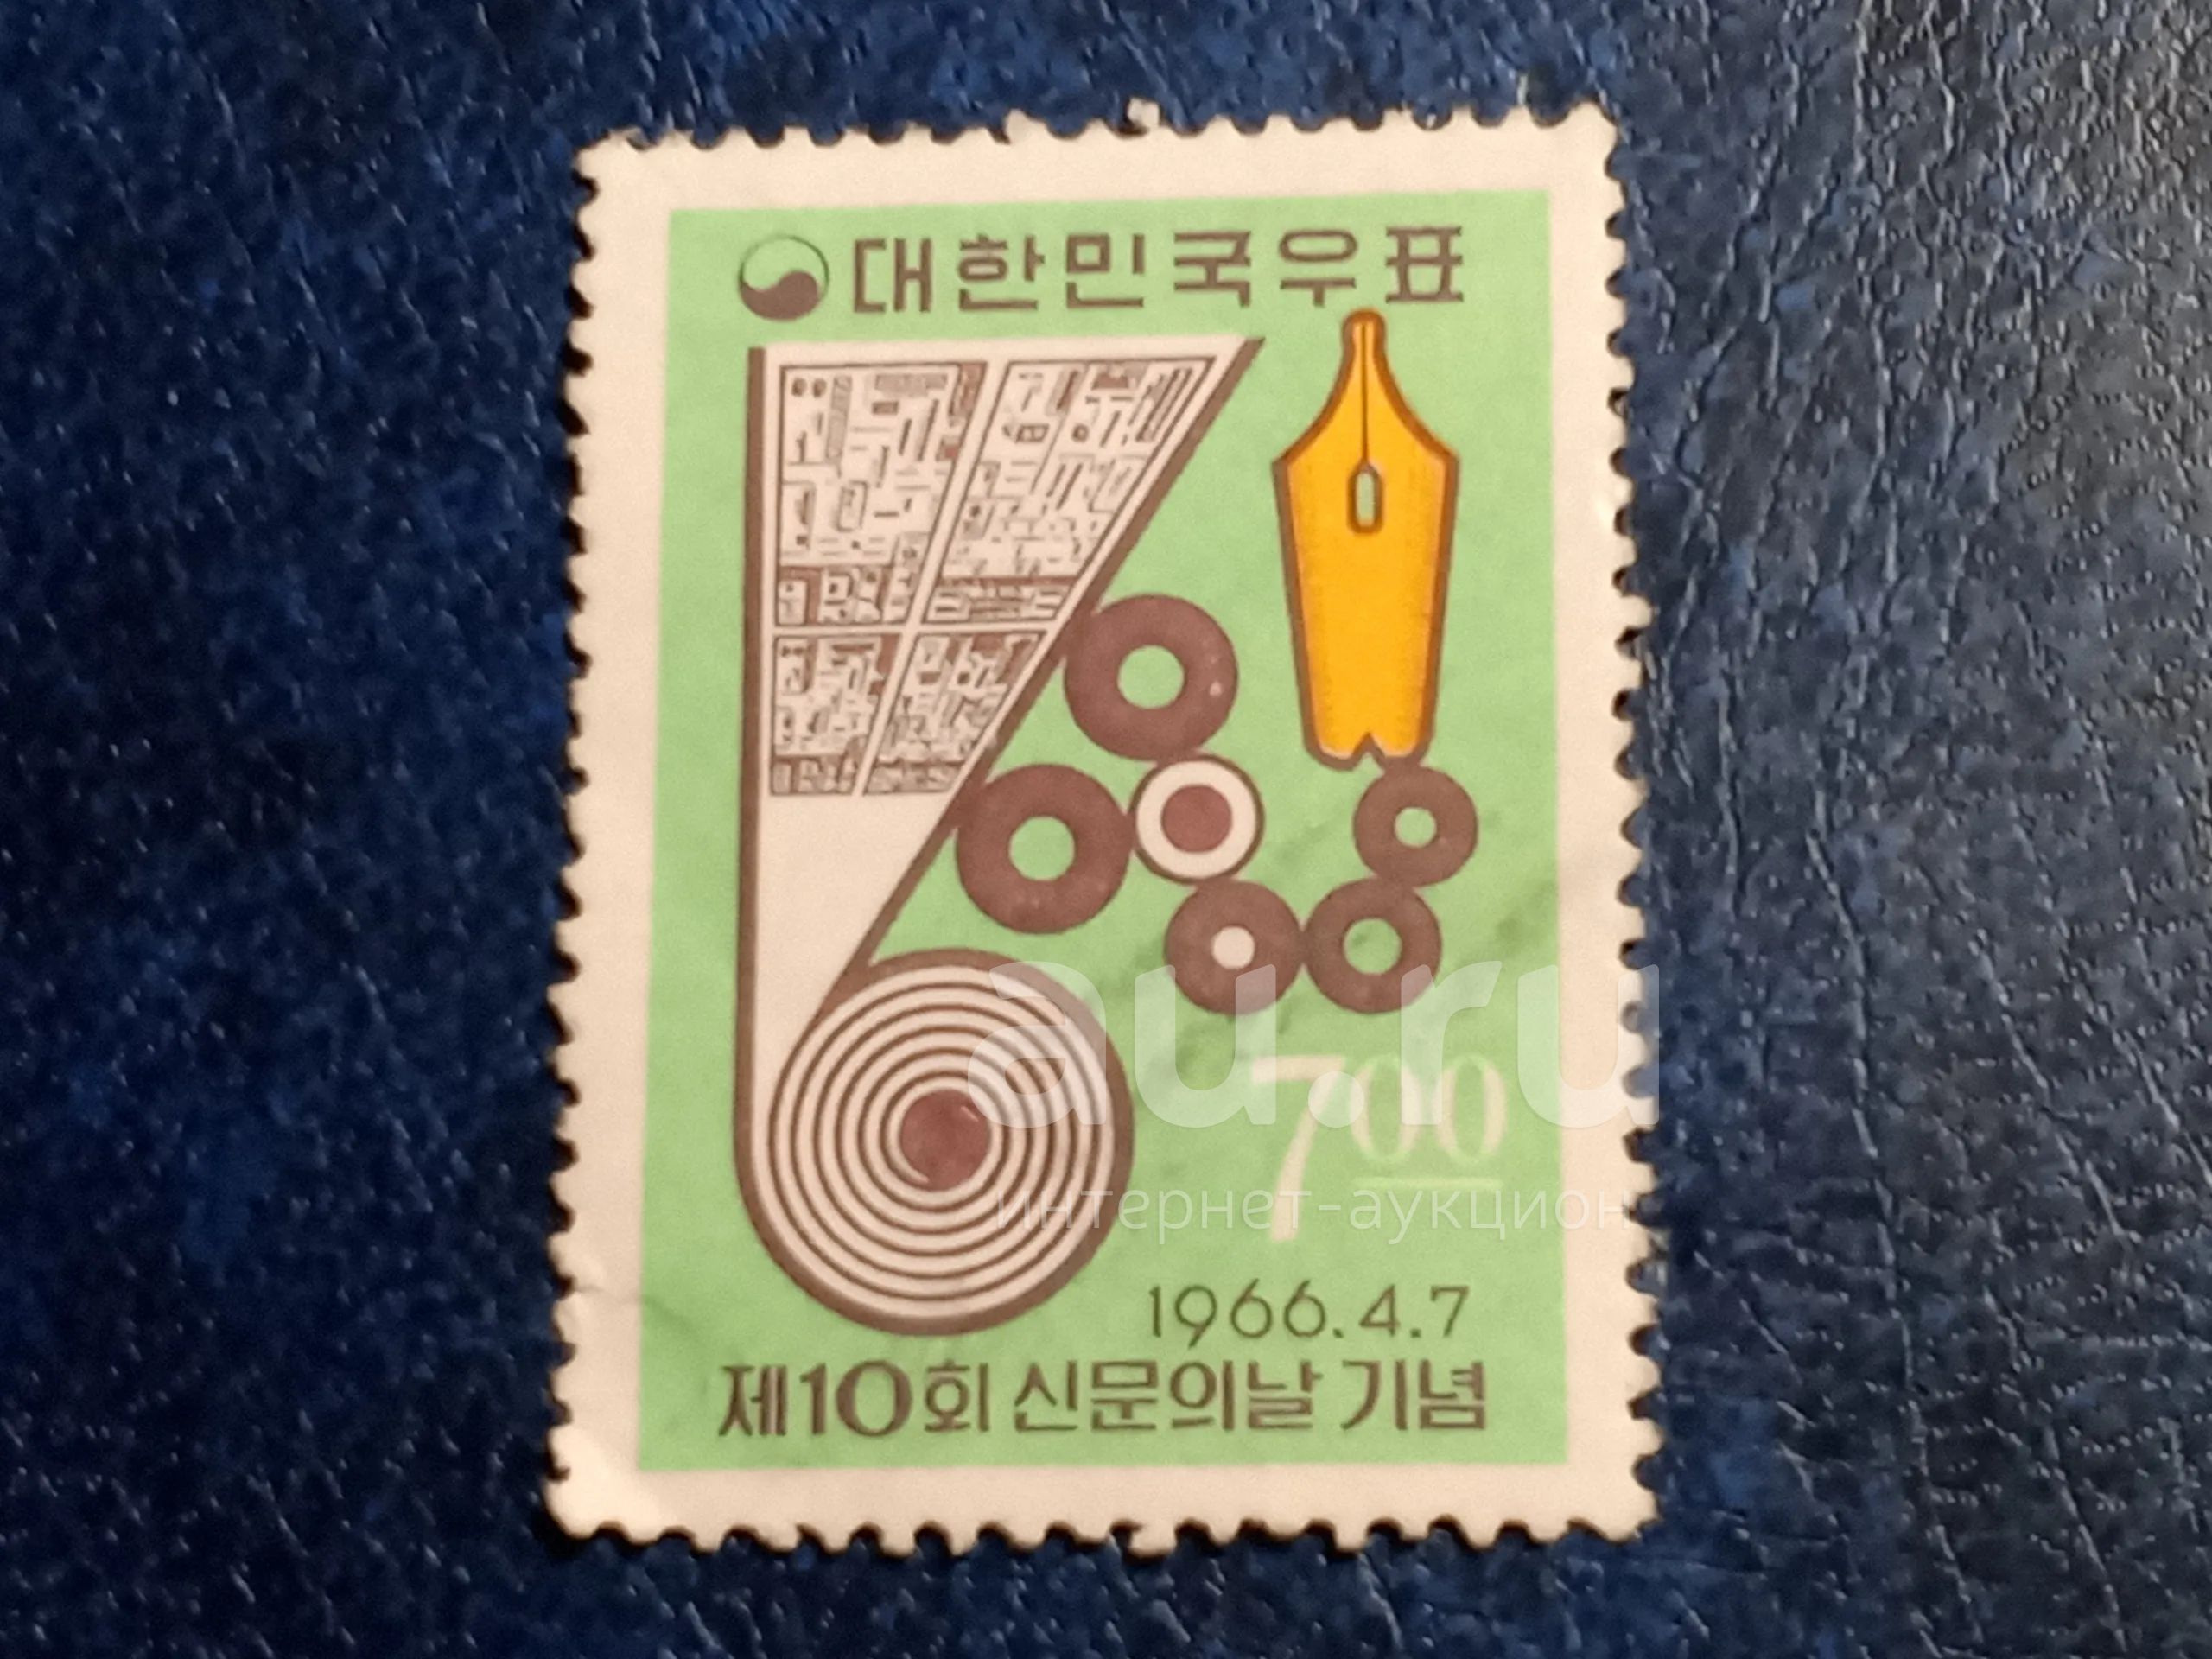 대한민국우표
au.ru
7.00
интернет-аукцион
1966.4.7
제10회 신문의날 기념